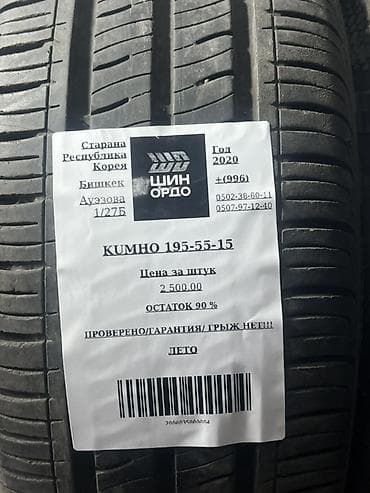 Старана
Республика
Корея
Бишкек
Ауэзова
1/27Б
ШИН
ОРДО
Год
2020
+(996)
0502-36-60-11
0507-97-12-40
KUMHO 195-55-15
Цена за штук
2 500.00
ОСТАТОК 90 %
ПРОВЕРЕНО/ГАРАНТИЯ/ ГРЫЖ НЕТ!!!
ЛЕТО